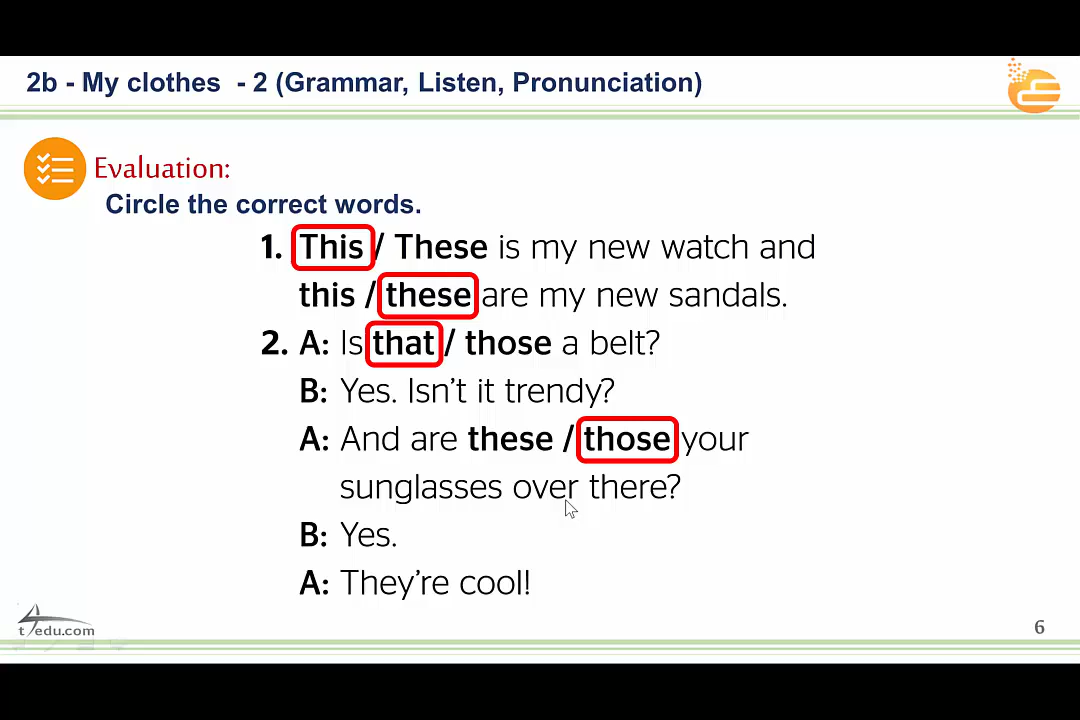 2b - My clothes - 2 (Grammar, Listen, Pronunciation)
Evaluation:
Circle the correct words.
1. This / These is my new watch and
this / these are my new sandals.
2. A: Is that / those a belt?
B: Yes. Isn't it trendy?
A: And are these / those your
sunglasses over there?
B: Yes.
A: They're cool!
t4edu.com
6